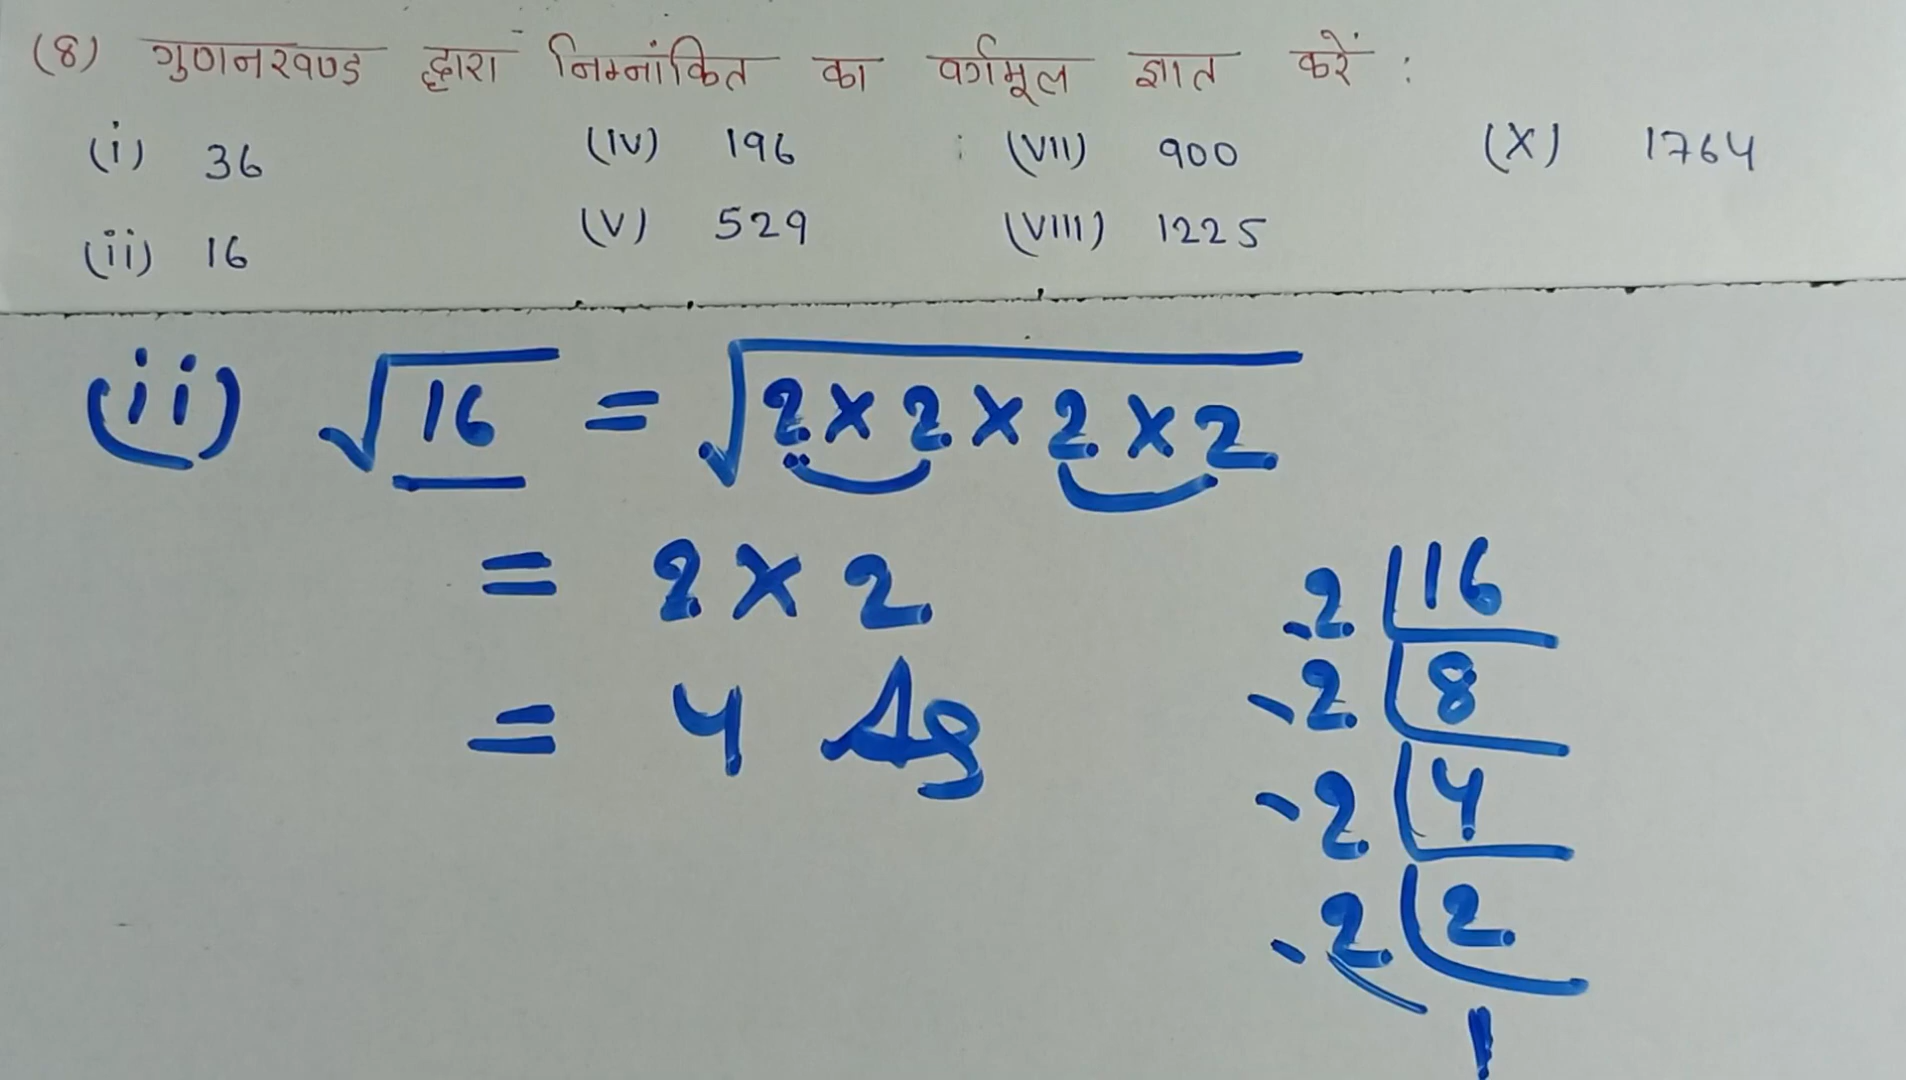 (8) गुणनखण्ड द्वारा निम्नांकित का वर्गमूल ज्ञात करें :
(i) 36 (IV) 196 (VII) 900 (X) 1764
(ii) 16 (V) 529 (VIII) 1225
(ii) √16 = √2×2×2×2
= 2×2
= 4 As
2 | 16
2 | 8
2 | 4
2 | 2
1